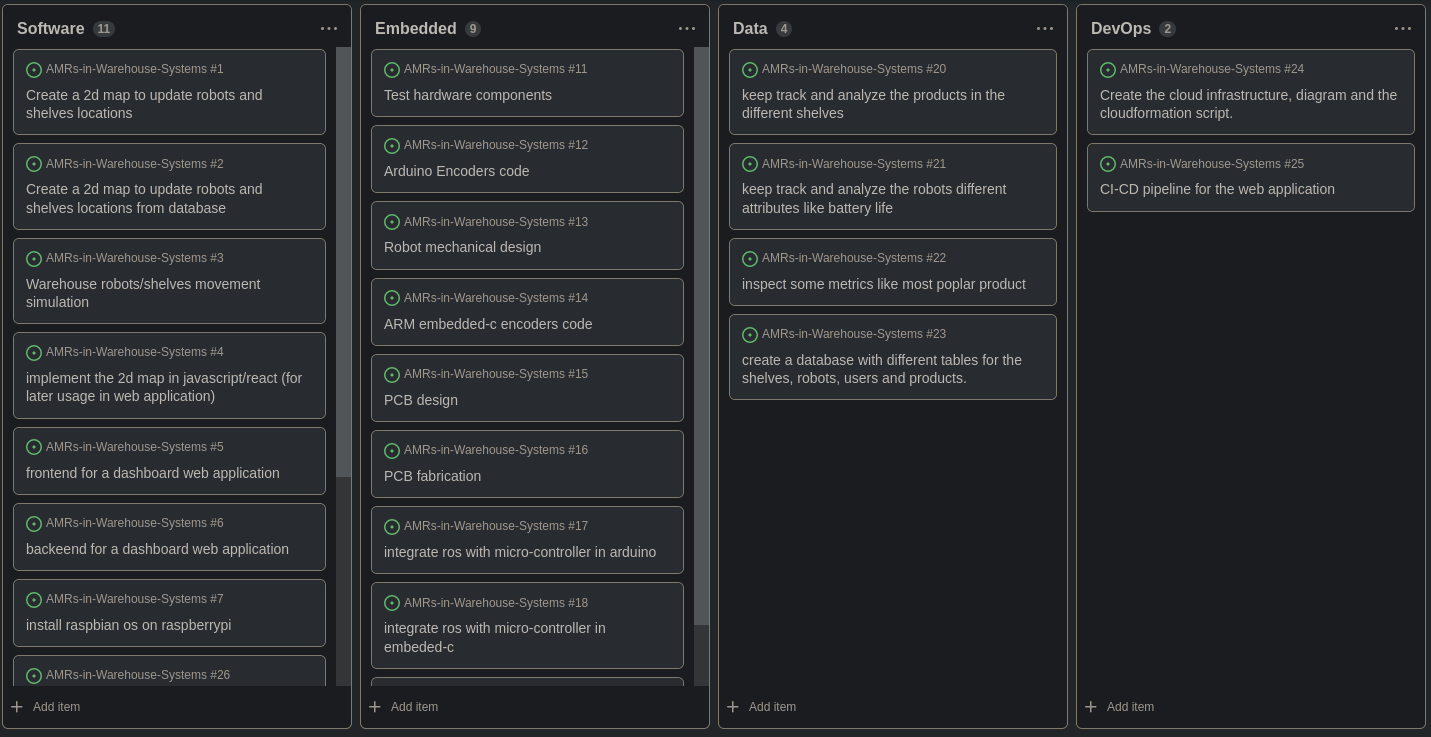 Software 11
AMRs-in-Warehouse-Systems #1
Create a 2d map to update robots and
shelves locations
AMRs-in-Warehouse-Systems #2
Create a 2d map to update robots and
shelves locations from database
AMRs-in-Warehouse-Systems #3
Warehouse robots/shelves movement
simulation
AMRs-in-Warehouse-Systems #4
implement the 2d map in javascript/react (for
later usage in web application)
AMRs-in-Warehouse-Systems #5
frontend for a dashboard web application
AMRs-in-Warehouse-Systems #6
backeend for a dashboard web application
AMRs-in-Warehouse-Systems #7
install raspbian os on raspberrypi
AMRs-in-Warehouse-Systems #26
Add item
Embedded 9
AMRs-in-Warehouse-Systems #11
Test hardware components
AMRs-in-Warehouse-Systems #12
Arduino Encoders code
AMRs-in-Warehouse-Systems #13
Robot mechanical design
AMRs-in-Warehouse-Systems #14
ARM embedded-c encoders code
AMRs-in-Warehouse-Systems #15
PCB design
AMRs-in-Warehouse-Systems #16
PCB fabrication
AMRs-in-Warehouse-Systems #17
integrate ros with micro-controller in arduino
AMRs-in-Warehouse-Systems #18
integrate ros with micro-controller in
embeded-c
Add item
Data 4
AMRs-in-Warehouse-Systems #20
keep track and analyze the products in the
different shelves
AMRs-in-Warehouse-Systems #21
keep track and analyze the robots different
attributes like battery life
AMRs-in-Warehouse-Systems #22
inspect some metrics like most poplar product
AMRs-in-Warehouse-Systems #23
create a database with different tables for the
shelves, robots, users and products.
Add item
DevOps 2
AMRs-in-Warehouse-Systems #24
Create the cloud infrastructure, diagram and the
cloudformation script.
AMRs-in-Warehouse-Systems #25
CI-CD pipeline for the web application
Add item